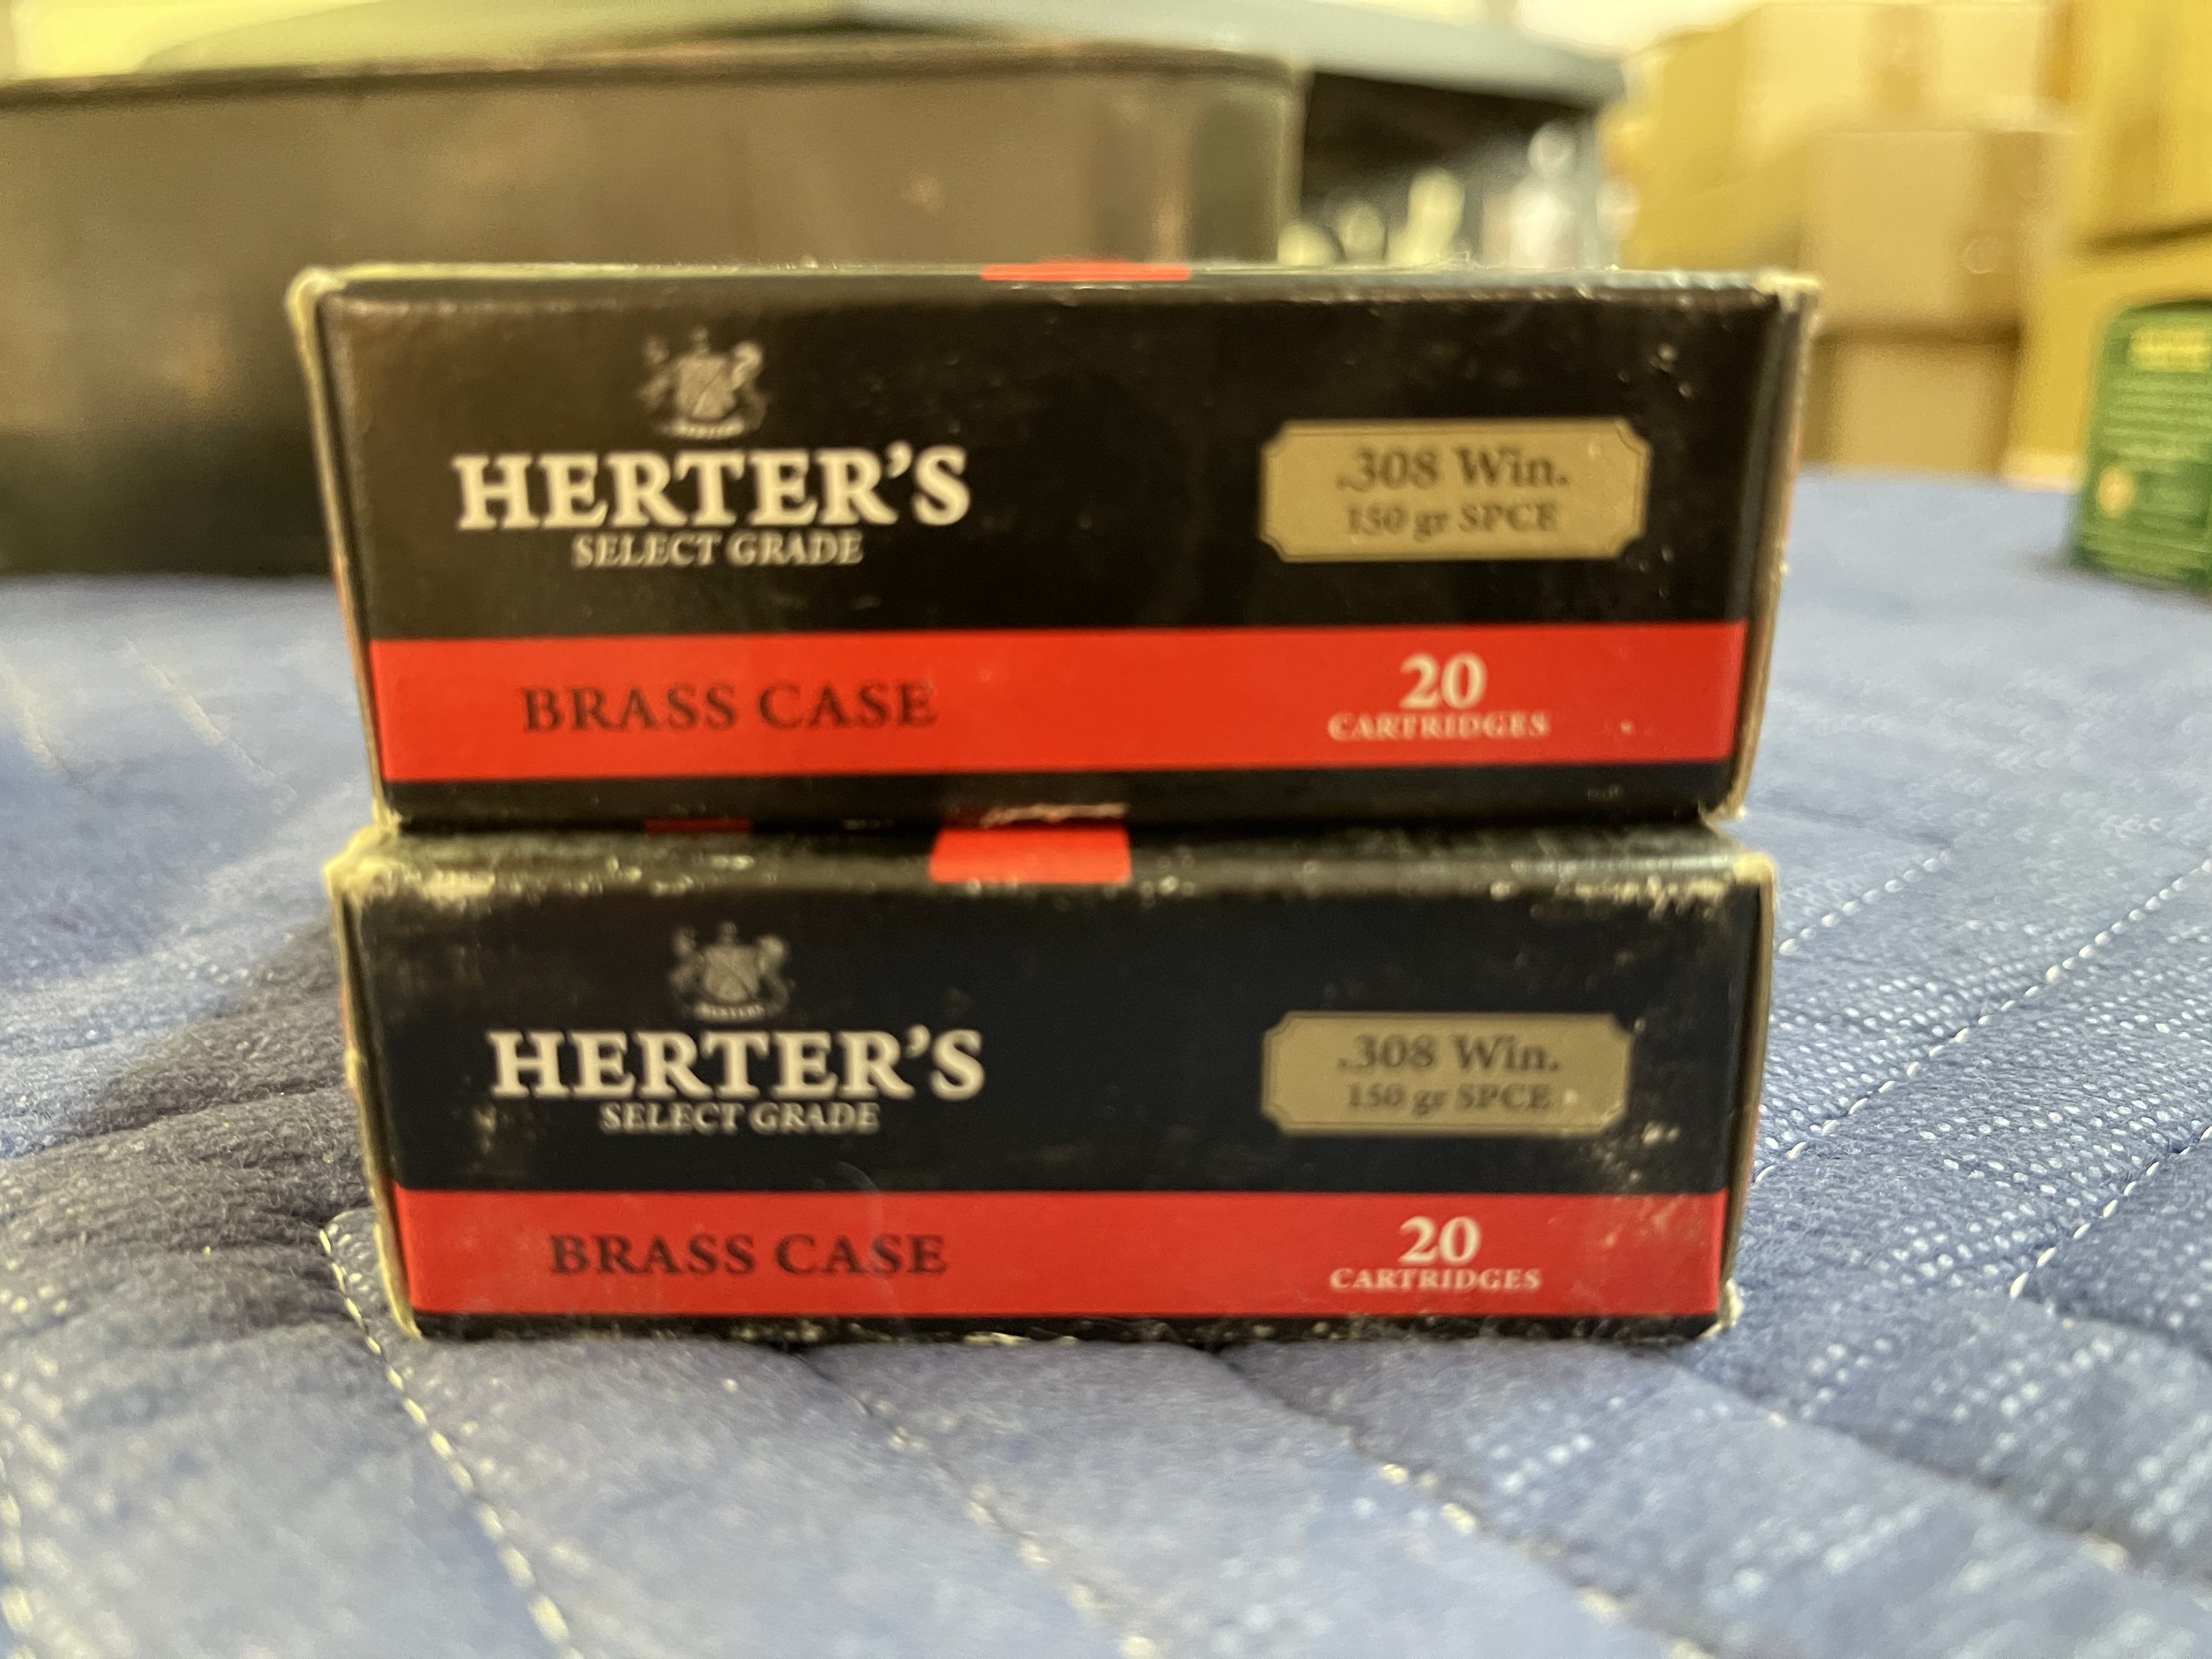 HERTER'S
SELECT GRADE
.308 Win.
150 gr SPCE
BRASS CASE
20
CARTRIDGES
HERTER'S
SELECT GRADE
.308 Win.
150 gr SPCE
BRASS CASE
20
CARTRIDGES